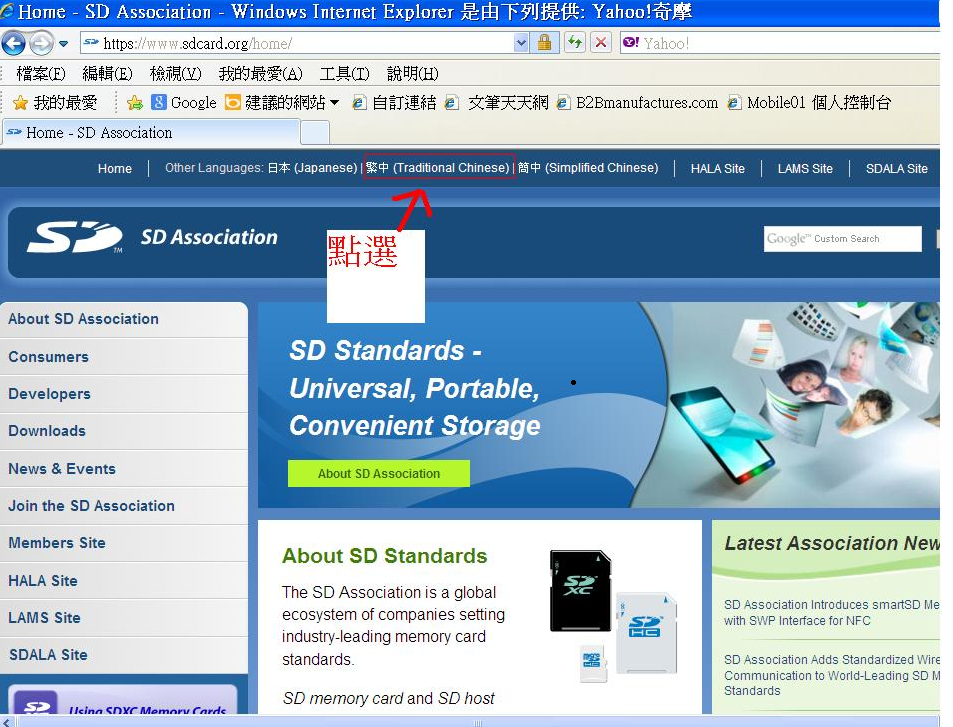 Home - SD Association - Windows Internet Explorer 是由下列提供: Yahoo!奇摩
https://www.sdcard.org/home/
Yahoo!
檔案(F) 編輯(E) 檢視(V) 我的最愛(A) 工具(T) 說明(H)
我的最愛 Google 建議的網站 自訂連結 文筆天天網 B2Bmanufactures.com Mobile01 個人控制台
Home - SD Association
Home | Other Languages: 日本 (Japanese) | 繁中 (Traditional Chinese) | 簡中 (Simplified Chinese) | HALA Site | LAMS Site | SDALA Site
點選
SD TM SD Association
Google™ Custom Search
About SD Association
Consumers
Developers
Downloads
News & Events
Join the SD Association
Members Site
HALA Site
LAMS Site
SDALA Site
Using SDXC Memory Cards
SD Standards -
Universal, Portable,
Convenient Storage
About SD Association
About SD Standards
The SD Association is a global
ecosystem of companies setting
industry-leading memory card
standards.
SD memory card and SD host
SD
XC
SD
HC
Latest Association New
SD Association Introduces smartSD Me
with SWP Interface for NFC
SD Association Adds Standardized Wire
Communication to World-Leading SD M
Standards